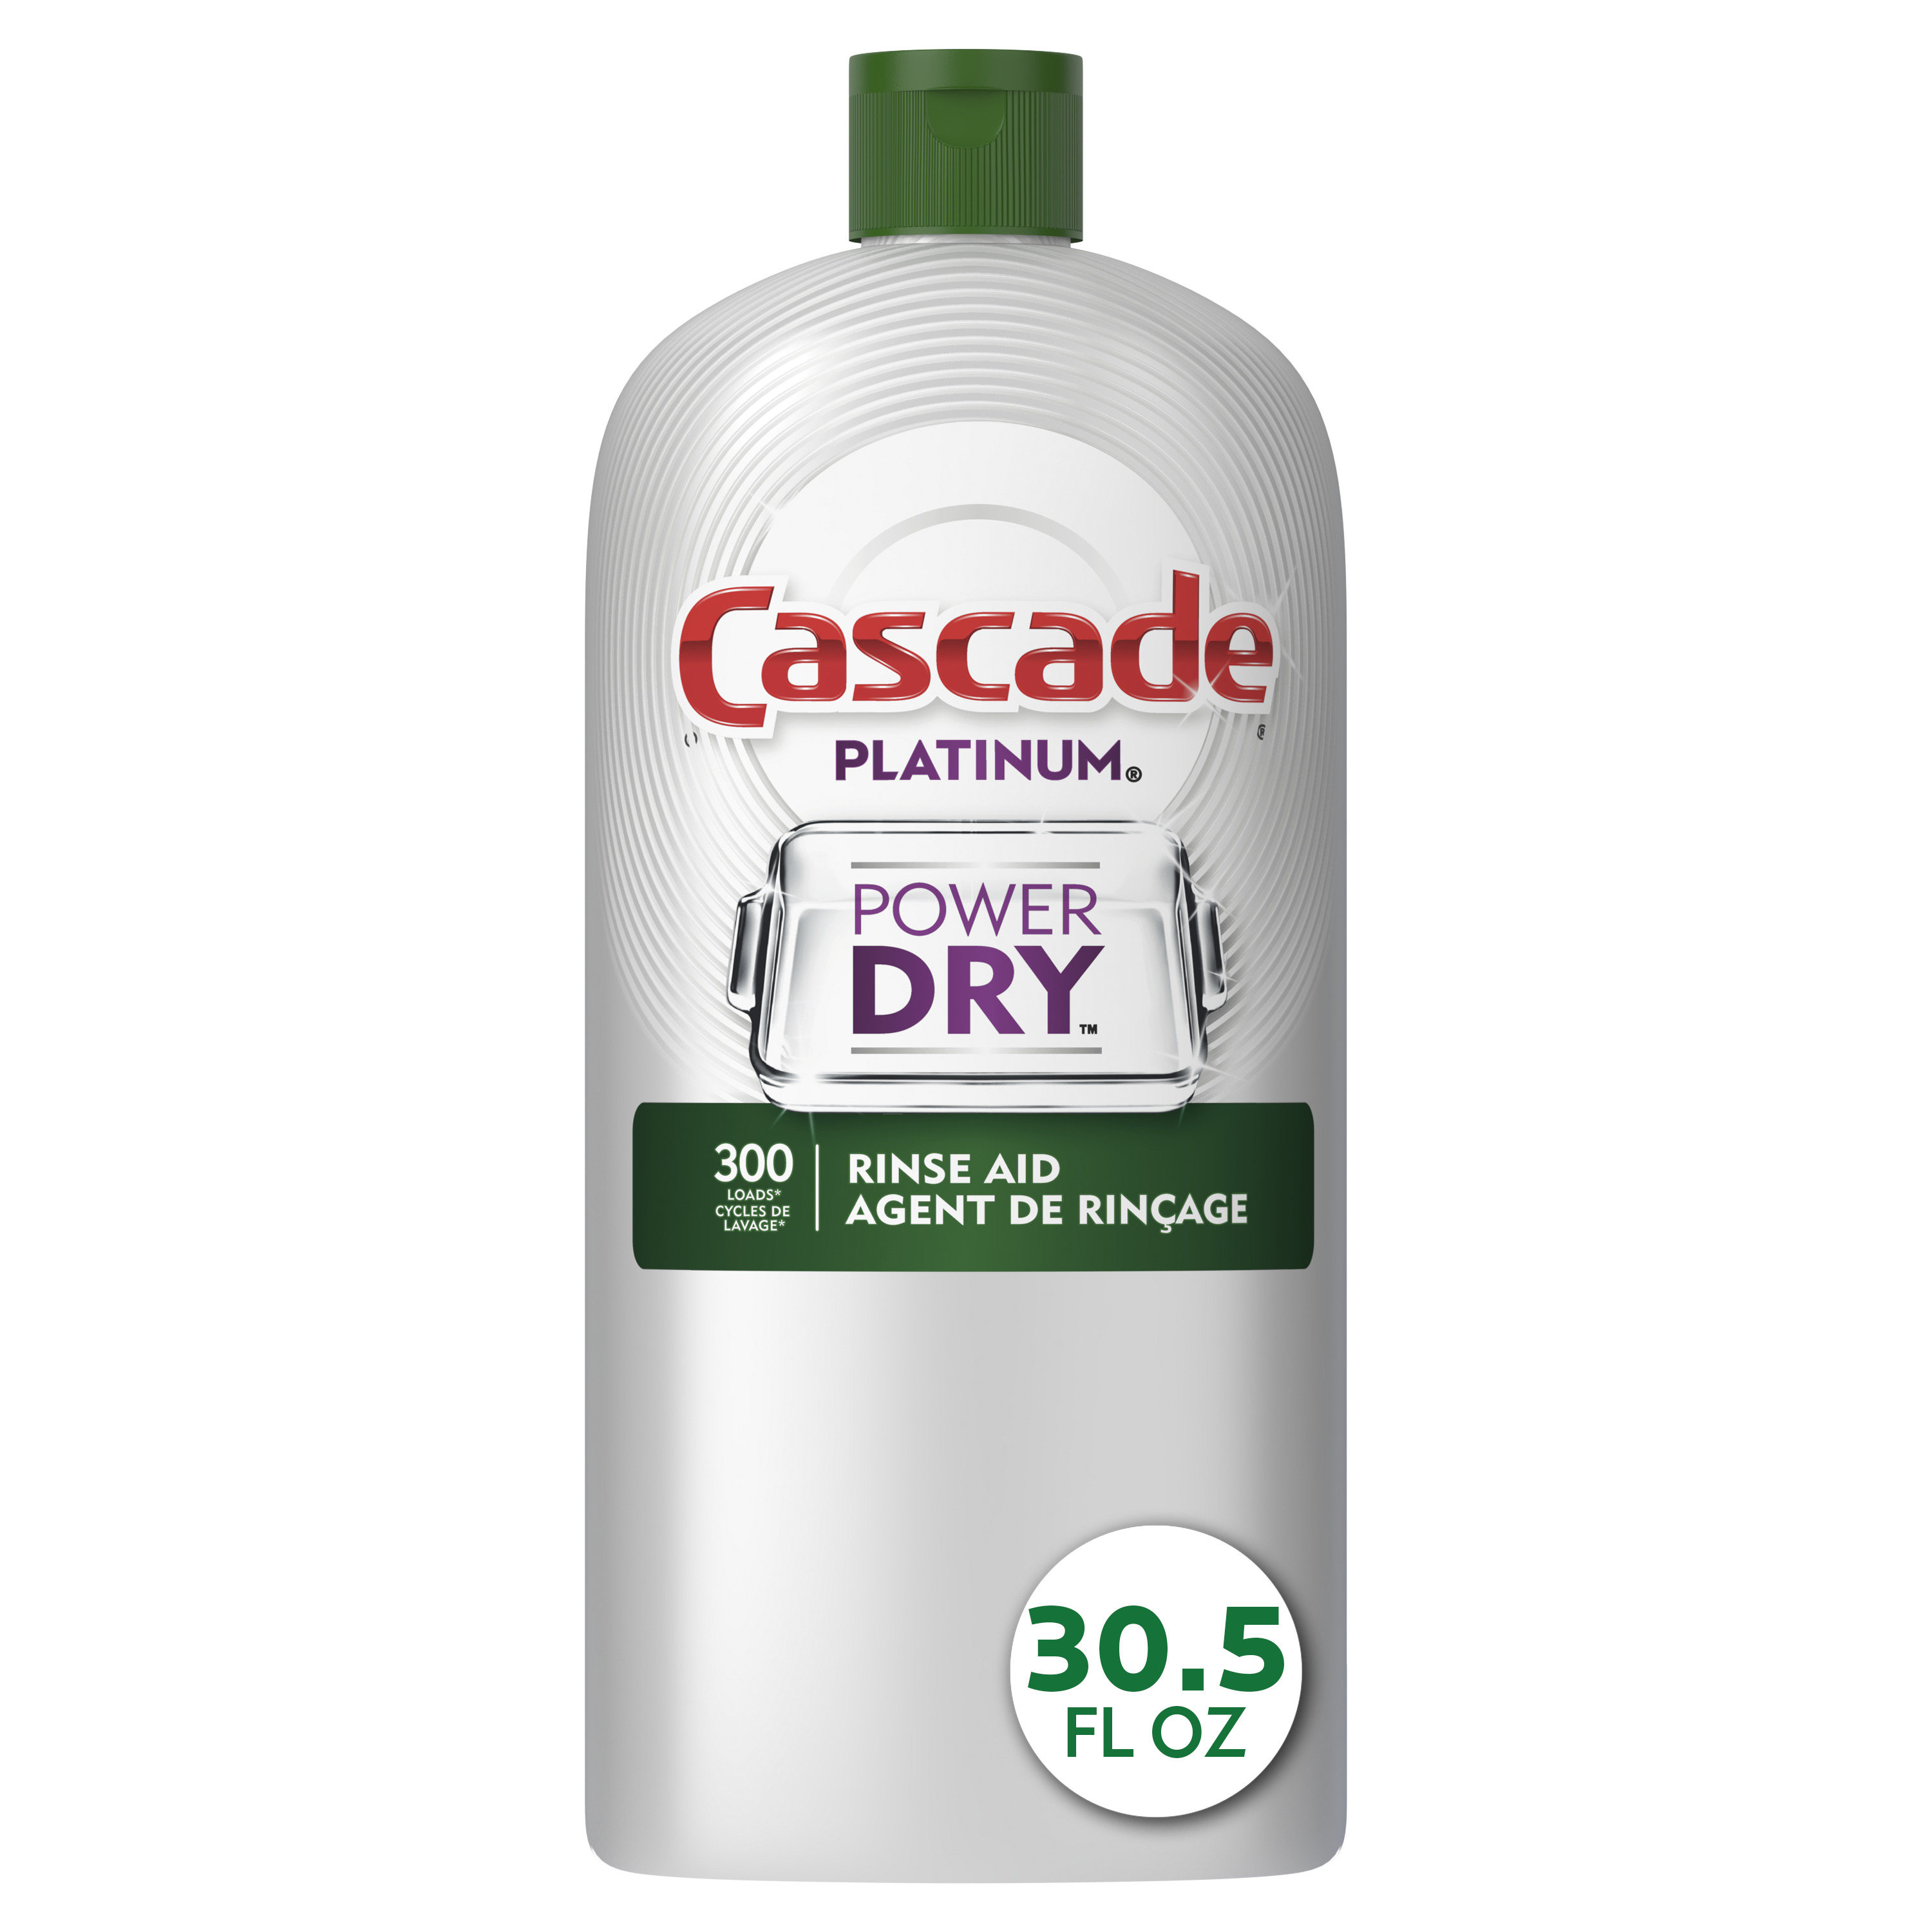 Cascade
®
PLATINUM®
POWER
DRY™
300
LOADS*
CYCLES DE
LAVAGE*
RINSE AID
AGENT DE RINÇAGE
30.5
FL OZ